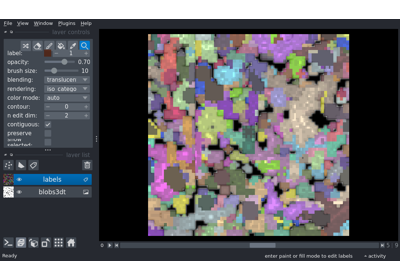 File View Window Plugins Help
layer controls
label: 1
opacity: 0.70
brush size: 10
blending: translucen
rendering: iso_catego
color mode: auto
contour: 0
n edit dim: 2
contiguous:
preserve
show
selected:
layer list
labels
blobs3dt
Ready
enter paint or fill mode to edit labels
activity